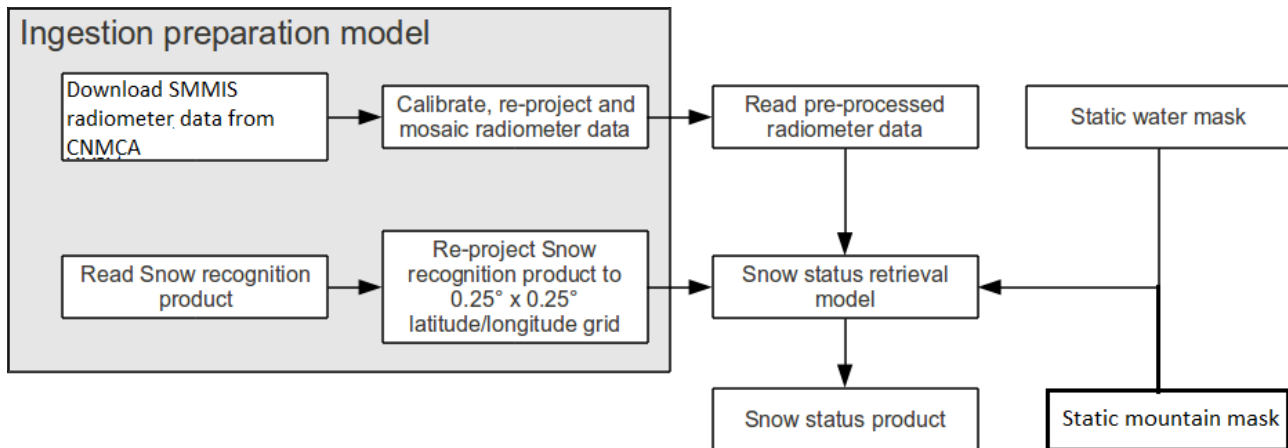 Ingestion preparation model
Download SMMIS
radiometer data from
CNMCA
Calibrate, re-project and
mosaic radiometer data
Read pre-processed
radiometer data
Static water mask
Read Snow recognition
product
Re-project Snow
recognition product to
0.25° x 0.25°
latitude/longitude grid
Snow status retrieval
model
Snow status product
Static mountain mask